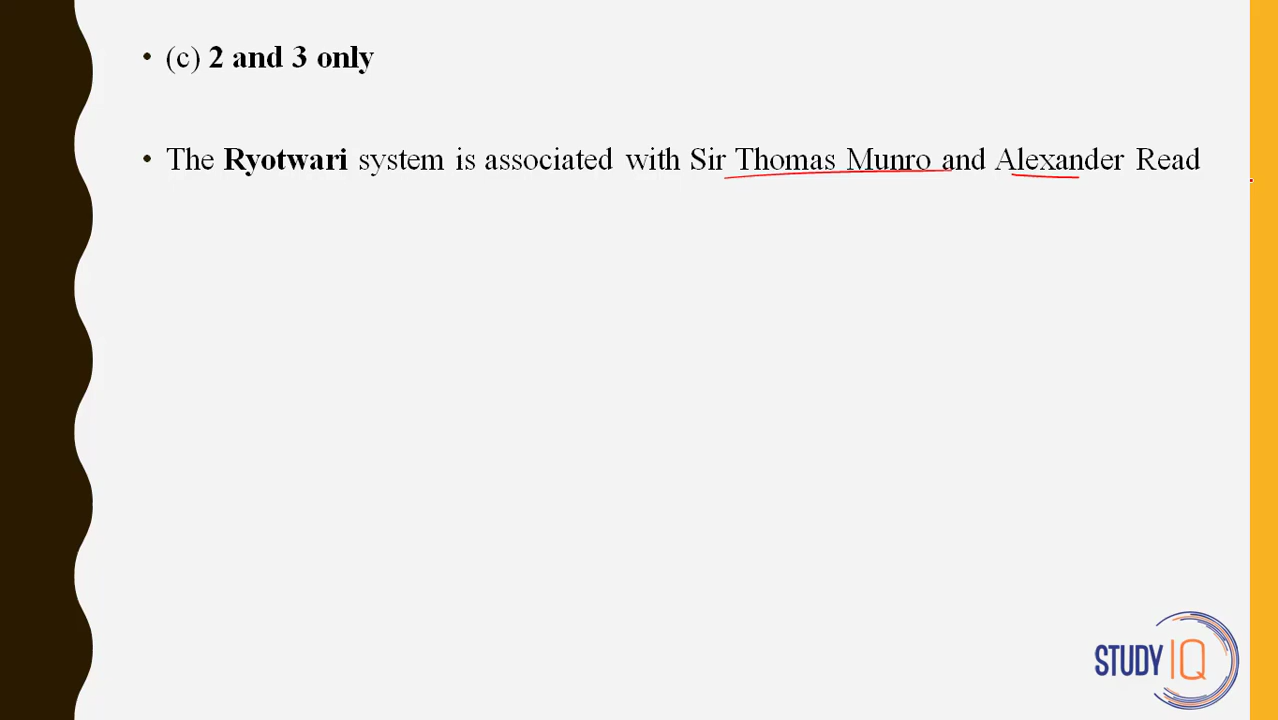 • (c) 2 and 3 only
• The Ryotwari system is associated with Sir Thomas Munro and Alexander Read
STUDY IQ